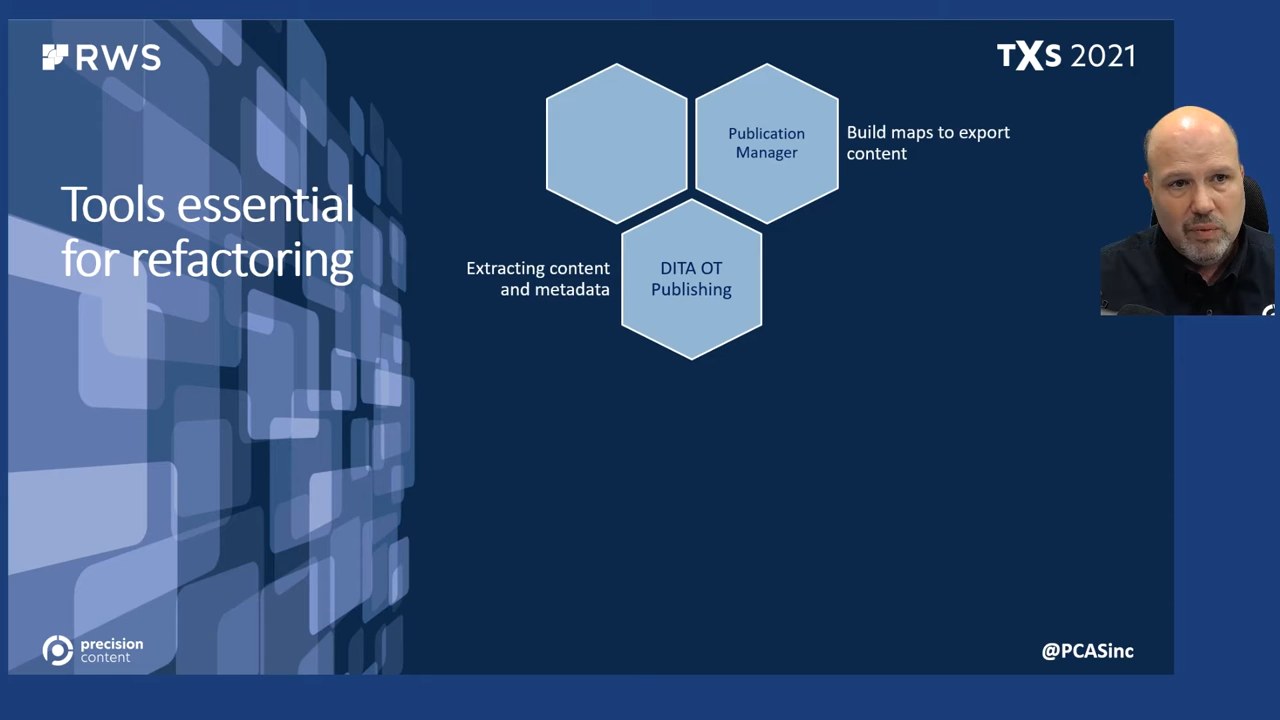 RWS
TXS 2021
Tools essential
for refactoring
Publication
Manager
Build maps to export
content
Extracting content
and metadata
DITA OT
Publishing
precision
content
@PCASinc